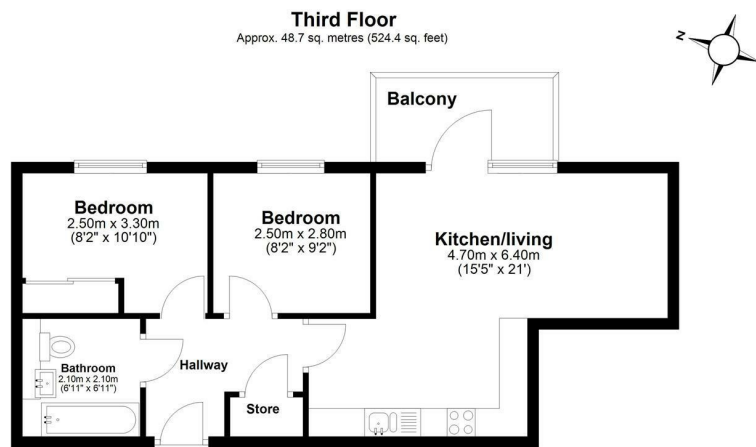 Third Floor
Approx. 48.7 sq. metres (524.4 sq. feet)
N
Balcony
Bedroom
2.50m x 3.30m
(8'2" x 10'10")
Bedroom
2.50m x 2.80m
(8'2" x 9'2")
Kitchen/living
4.70m x 6.40m
(15'5" x 21')
Bathroom
2.10m x 2.10m
(6'11" x 6'11")
Hallway
Store